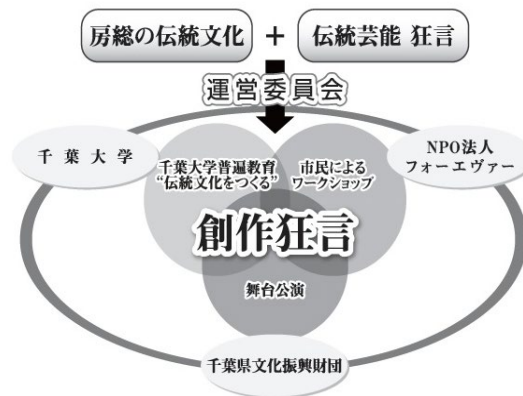 房総の伝統文化 + 伝統芸能 狂言
運営委員会
千葉大学
NPO法人
フォーエヴァー
千葉大学普遍教育
“伝統文化をつくる”
市民による
ワークショップ
創作狂言
舞台公演
千葉県文化振興財団